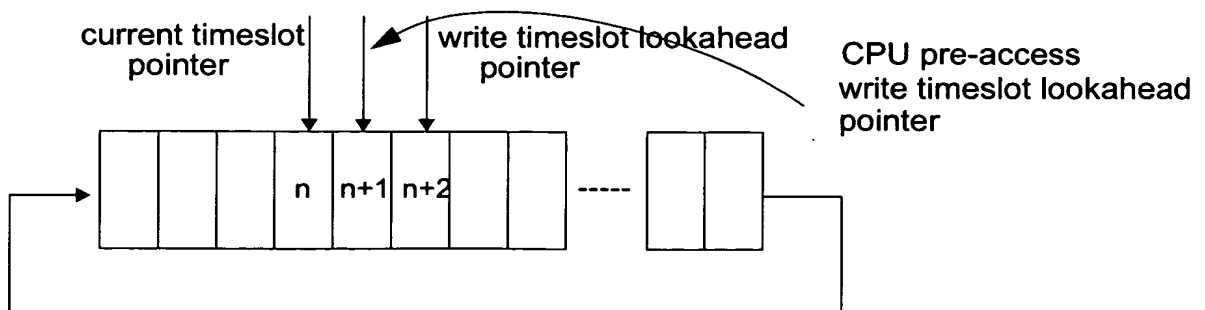 current timeslot
pointer
write timeslot lookahead
pointer
CPU pre-access
write timeslot lookahead
pointer
n n+1 n+2